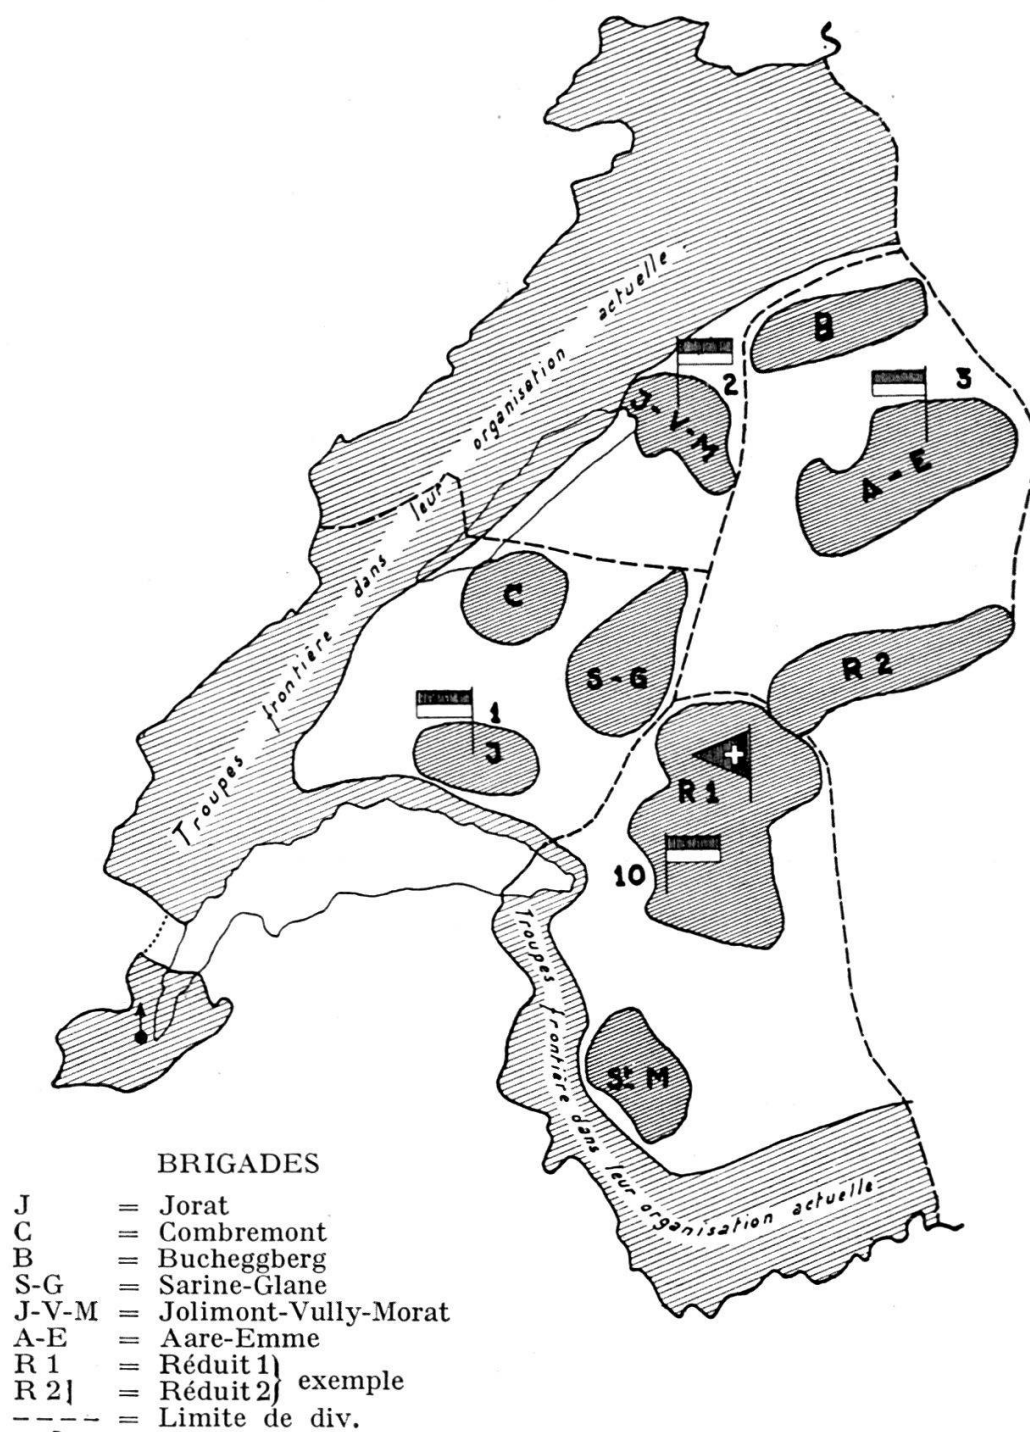 Troupes frontière dans leur organisation actuelle
B
2
3
J-V-M
A-E
C
S-G
R 2
1
J
R 1
10
Troupes frontière dans leur organisation actuelle
St M
BRIGADES
J = Jorat
C = Combremont
B = Bucheggberg
S-G = Sarine-Glane
J-V-M = Jolimont-Vully-Morat
A-E = Aare-Emme
R 1 = Réduit 1} exemple
R 2] = Réduit 2}
---- = Limite de div.